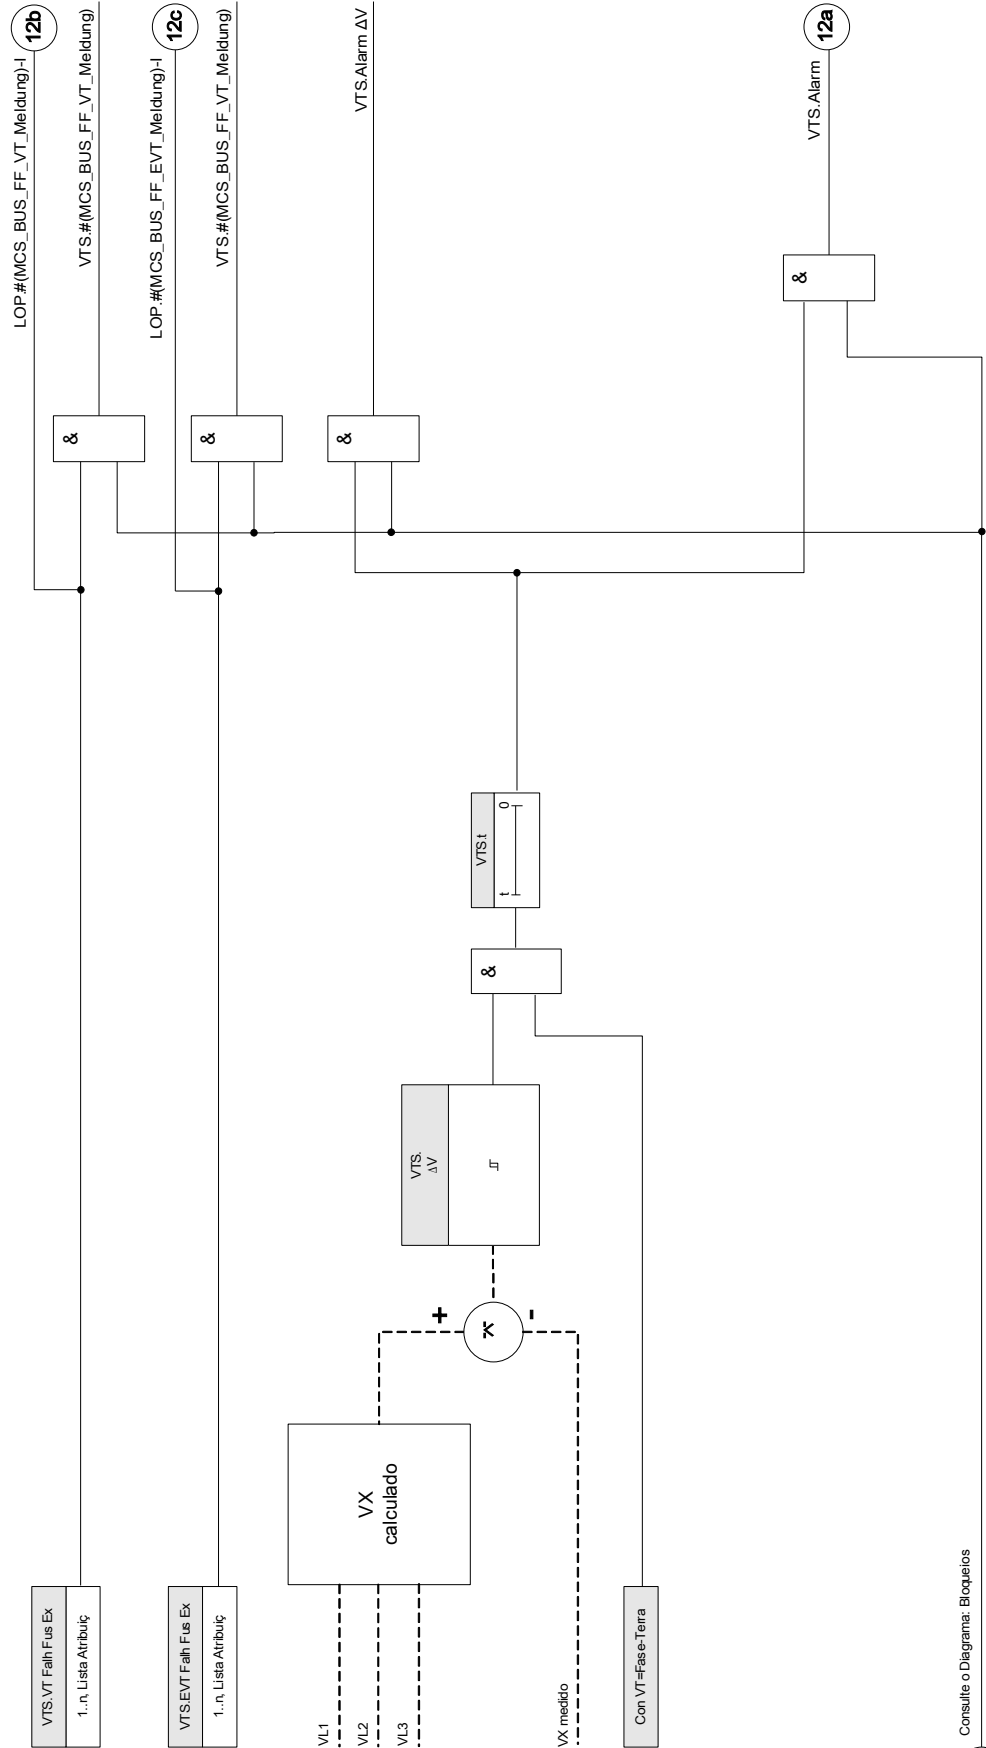 12b
LOP.#(MCS_BUS_FF_VT_Meldung)-I
VTS.#(MCS_BUS_FF_VT_Meldung)
12c
LOP.#(MCS_BUS_FF_EVT_Meldung)-I
VTS.#(MCS_BUS_FF_VT_Meldung)
VTS.Alarm ΔV
12a
VTS.Alarm
&
&
&
&
VTS.t
t
0
&
VTS.
ΔV
+
-
VX
calculado
VTS.VT Falh Fus Ex
1..n, Lista Atribuiç
VTS.EVT Falh Fus Ex
1..n, Lista Atribuiç
VL1
VL2
VL3
VX medido
Con VT=Fase-Terra
Consulte o Diagrama: Bloqueios